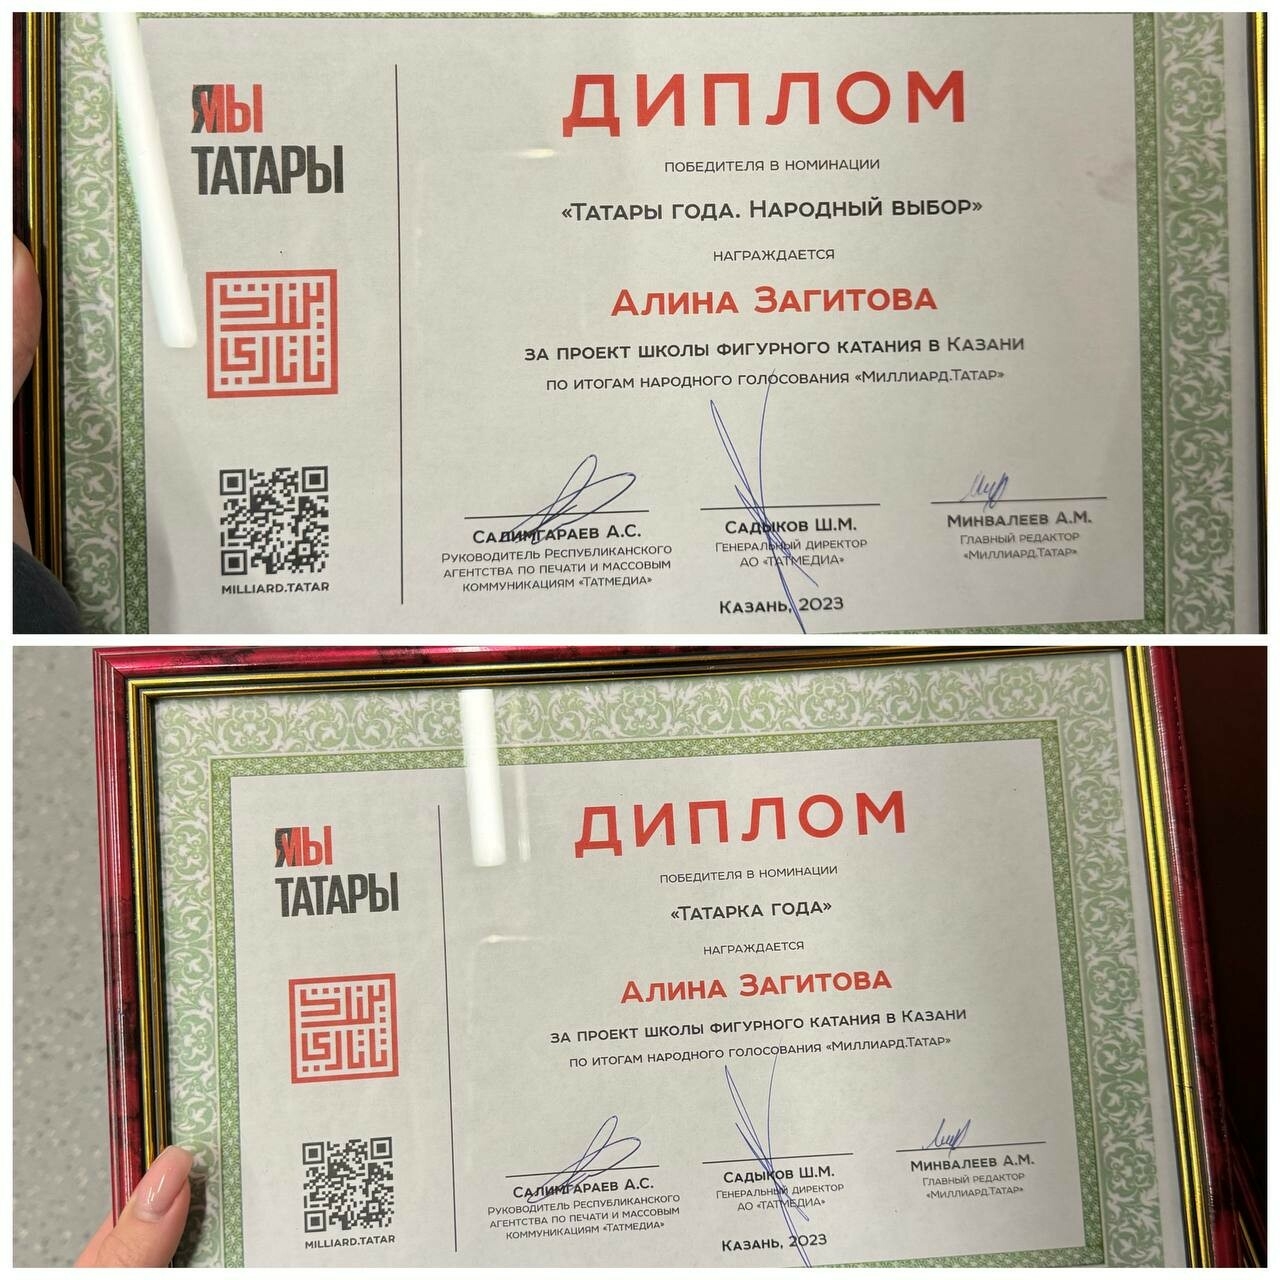 ЯМЫ
ТАТАРЫ
MILLIARD.TATAR
ДИПЛОМ
ПОБЕДИТЕЛЯ В НОМИНАЦИИ
«ТАТАРЫ ГОДА. НАРОДНЫЙ ВЫБОР»
НАГРАЖДАЕТСЯ
АЛИНА ЗАГИТОВА
ЗА ПРОЕКТ ШКОЛЫ ФИГУРНОГО КАТАНИЯ В КАЗАНИ
ПО ИТОГАМ НАРОДНОГО ГОЛОСОВАНИЯ «МИЛЛИАРД.ТАТАР»
САЛИМГАРАЕВ А.С.
РУКОВОДИТЕЛЬ РЕСПУБЛИКАНСКОГО
АГЕНТСТВА ПО ПЕЧАТИ И МАССОВЫМ
КОММУНИКАЦИЯМ «ТАТМЕДИА»
САДЫКОВ Ш.М.
ГЕНЕРАЛЬНЫЙ ДИРЕКТОР
АО «ТАТМЕДИА»
МИНВАЛЕЕВ А.М.
ГЛАВНЫЙ РЕДАКТОР
«МИЛЛИАРД.ТАТАР»
КАЗАНЬ, 2023
ЯМЫ
ТАТАРЫ
MILLIARD.TATAR
ДИПЛОМ
ПОБЕДИТЕЛЯ В НОМИНАЦИИ
«ТАТАРКА ГОДА»
НАГРАЖДАЕТСЯ
АЛИНА ЗАГИТОВА
ЗА ПРОЕКТ ШКОЛЫ ФИГУРНОГО КАТАНИЯ В КАЗАНИ
ПО ИТОГАМ НАРОДНОГО ГОЛОСОВАНИЯ «МИЛЛИАРД.ТАТАР»
САЛИМГАРАЕВ А.С.
РУКОВОДИТЕЛЬ РЕСПУБЛИКАНСКОГО
АГЕНТСТВА ПО ПЕЧАТИ И МАССОВЫМ
КОММУНИКАЦИЯМ «ТАТМЕДИА»
САДЫКОВ Ш.М.
ГЕНЕРАЛЬНЫЙ ДИРЕКТОР
АО «ТАТМЕДИА»
МИНВАЛЕЕВ А.М.
ГЛАВНЫЙ РЕДАКТОР
«МИЛЛИАРД.ТАТАР»
КАЗАНЬ, 2023